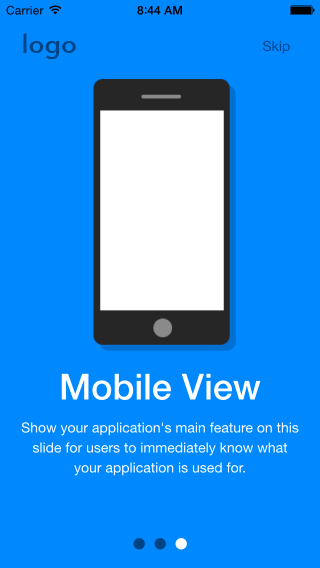 Carrier 8:44 AM
logo Skip
Mobile View
Show your application's main feature on this
slide for users to immediately know what
your application is used for.